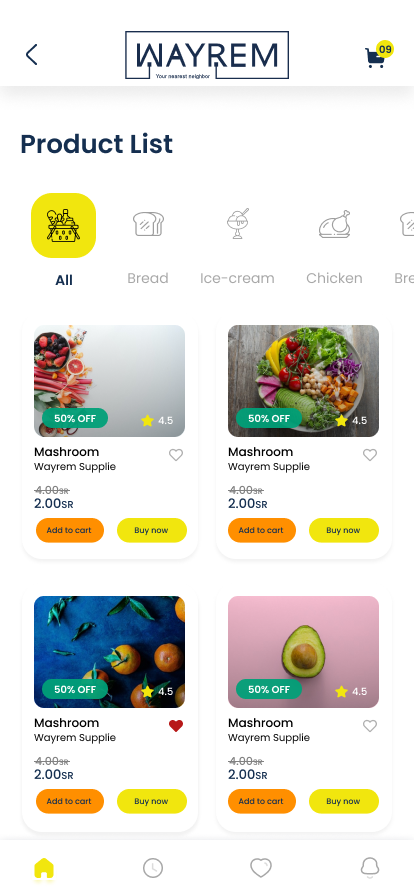 WAYREM
Your nearest neighbor
09
Product List
All
Bread
Ice-cream
Chicken
Bre
50% OFF
4.5
50% OFF
4.5
Mashroom
Wayrem Supplie
4.00SR
2.00SR
Add to cart
Buy now
Mashroom
Wayrem Supplie
4.00SR
2.00SR
Add to cart
Buy now
50% OFF
4.5
50% OFF
4.5
Mashroom
Wayrem Supplie
4.00SR
2.00SR
Add to cart
Buy now
Mashroom
Wayrem Supplie
4.00SR
2.00SR
Add to cart
Buy now